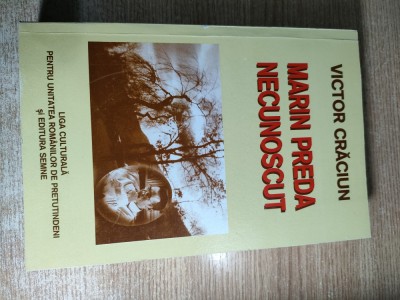 VICTOR CRĂCIUN
MARIN PREDA
NECUNOSCUT
LIGA CULTURALĂ
PENTRU UNITATEA ROMÂNILOR DE PRETUTINDENI
și EDITURA SEMNE